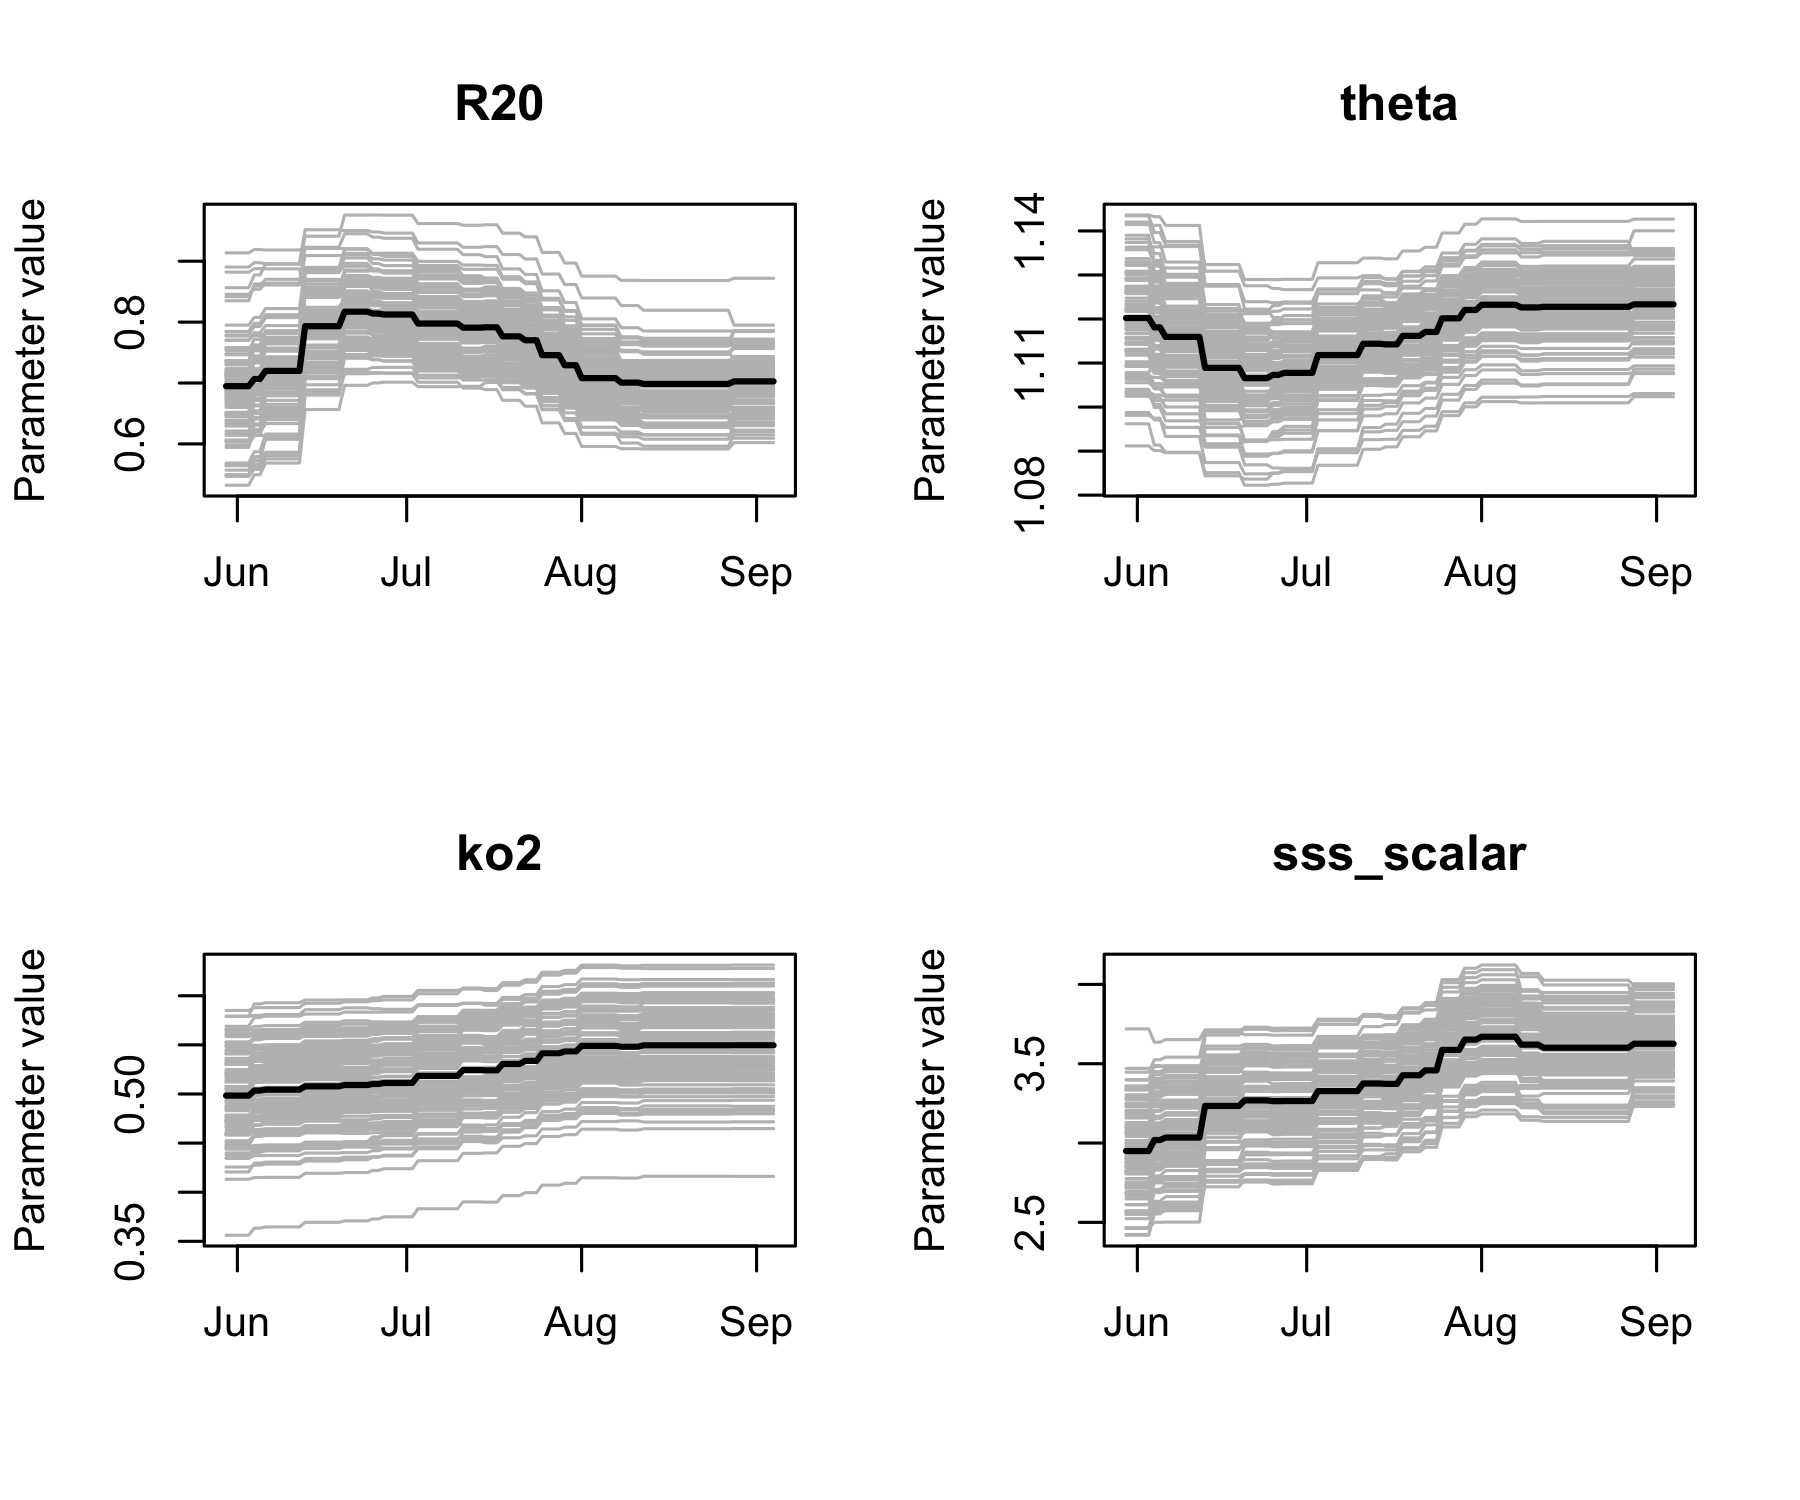 R20
Parameter value
0.8
0.6
Jun Jul Aug Sep
theta
Parameter value
1.14
1.11
1.08
Jun Jul Aug Sep
ko2
Parameter value
0.50
0.35
Jun Jul Aug Sep
sss_scalar
Parameter value
3.5
2.5
Jun Jul Aug Sep